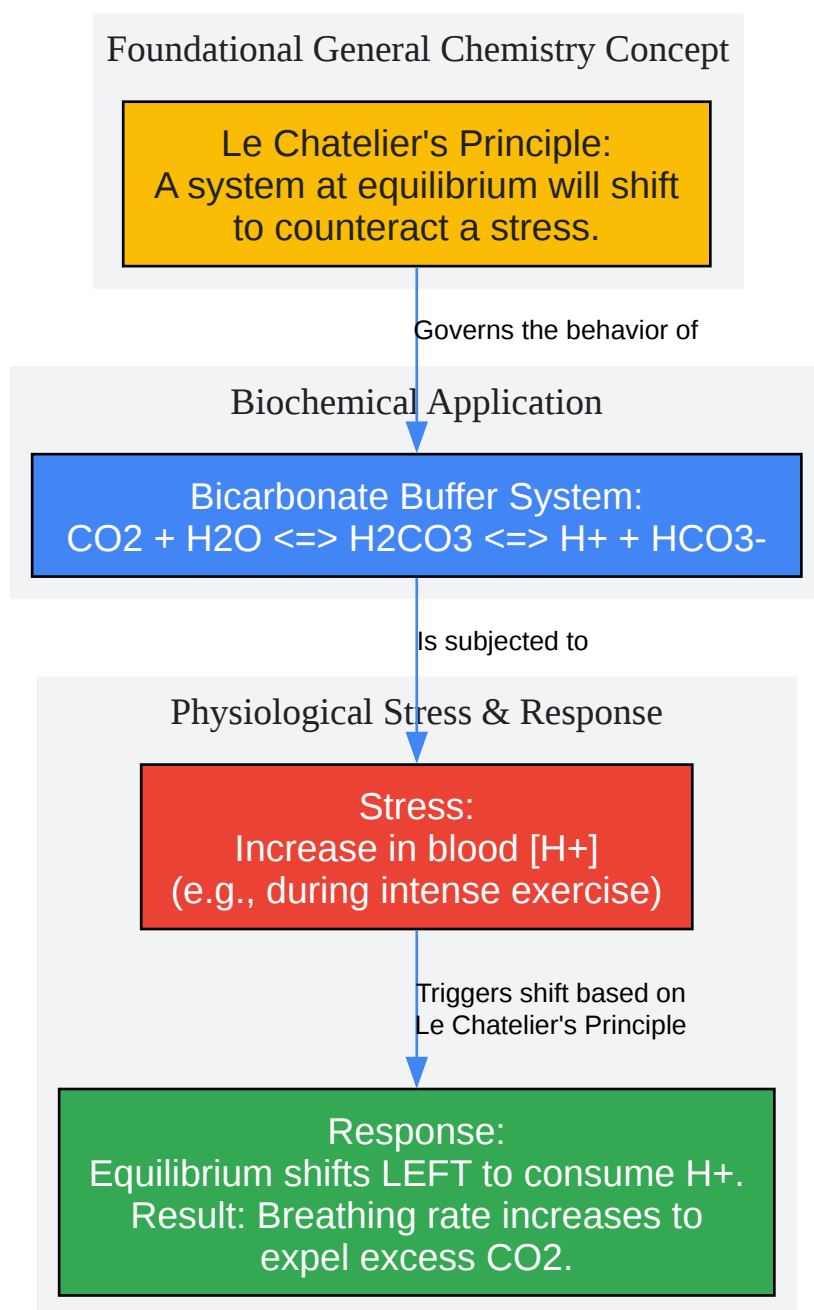 Foundational General Chemistry Concept
Le Chatelier's Principle:
A system at equilibrium will shift
to counteract a stress.
Governs the behavior of
Biochemical Application
Bicarbonate Buffer System:
CO2 + H2O <=> H2CO3 <=> H+ + HCO3-
Is subjected to
Physiological Stress & Response
Stress:
Increase in blood [H+]
(e.g., during intense exercise)
Triggers shift based on
Le Chatelier's Principle
Response:
Equilibrium shifts LEFT to consume H+.
Result: Breathing rate increases to
expel excess CO2.